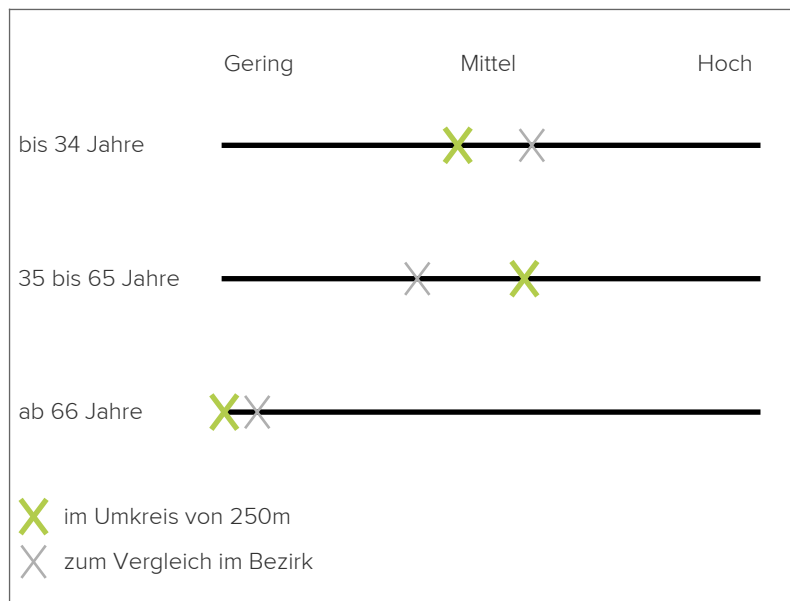 Gering Mittel Hoch
bis 34 Jahre
35 bis 65 Jahre
ab 66 Jahre
im Umkreis von 250m
zum Vergleich im Bezirk